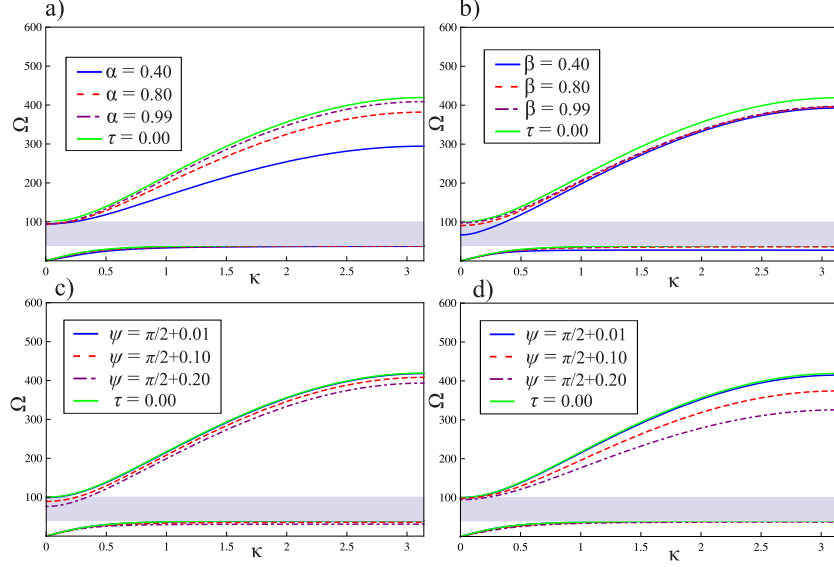 a)
600
500
400
300
200
100
0
Ω
α = 0.40
α = 0.80
α = 0.99
τ = 0.00
0
0.5
1
1.5
2
2.5
3
κ
b)
600
500
400
300
200
100
0
Ω
β = 0.40
β = 0.80
β = 0.99
τ = 0.00
0
0.5
1
1.5
2
2.5
3
κ
c)
600
500
400
300
200
100
0
Ω
ψ = π/2+0.01
ψ = π/2+0.10
ψ = π/2+0.20
τ = 0.00
0
0.5
1
1.5
2
2.5
3
κ
d)
600
500
400
300
200
100
0
Ω
ψ = π/2+0.01
ψ = π/2+0.10
ψ = π/2+0.20
τ = 0.00
0
0.5
1
1.5
2
2.5
3
κ